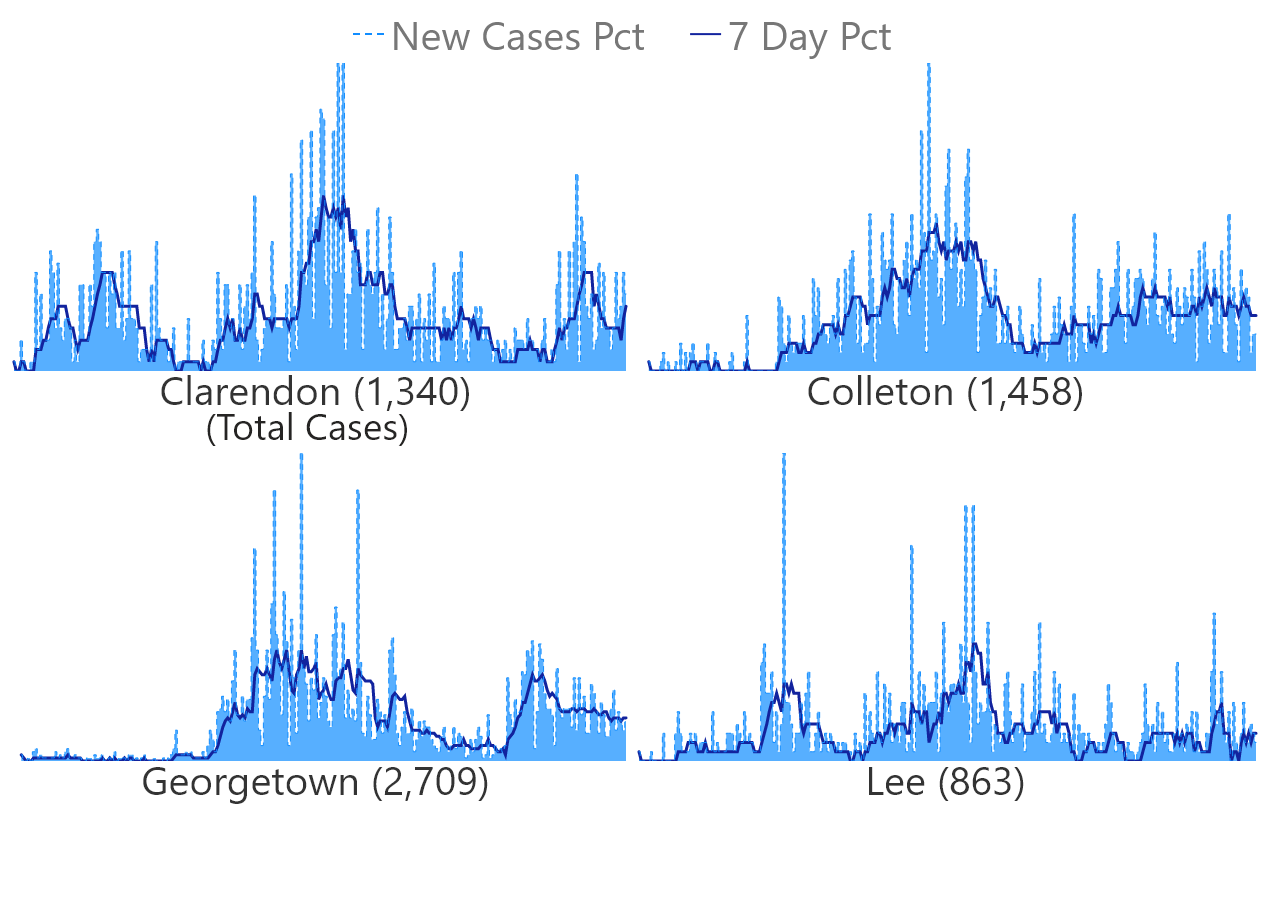 New Cases Pct 7 Day Pct
Clarendon (1,340) Colleton (1,458)
(Total Cases)
Georgetown (2,709) Lee (863)